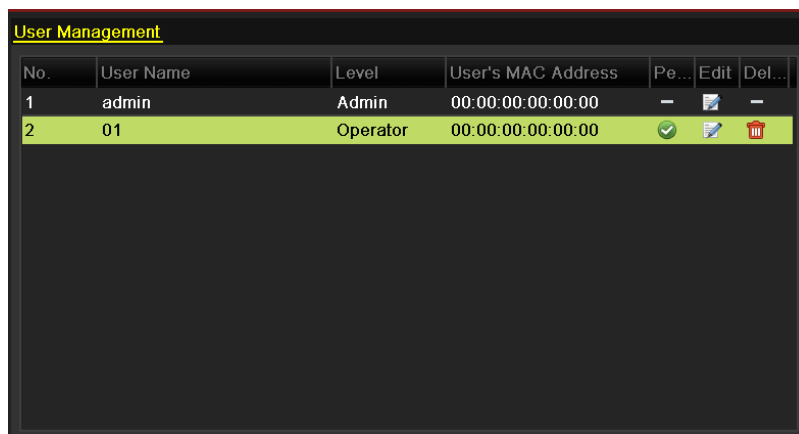 User Management
No. User Name Level User's MAC Address Pe... Edit Del...
1 admin Admin 00:00:00:00:00:00 – –
2 01 Operator 00:00:00:00:00:00